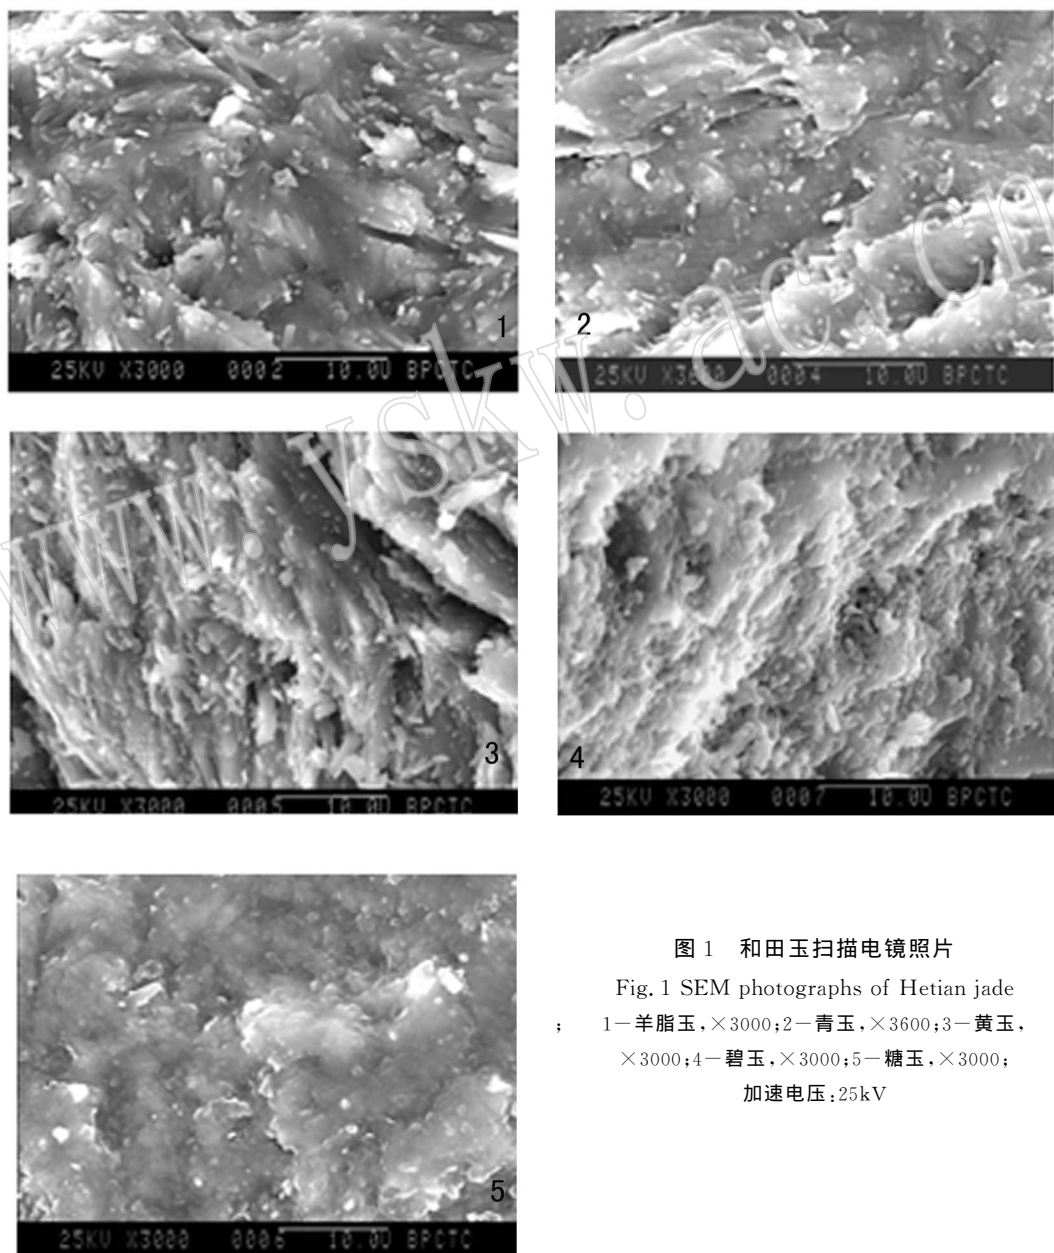 1
25KV X3000 0002 10.0U BPCTC
2
25KV X3600 0004 10.0U BPCTC
3
25KV X3000 0005 10.0U BPCTC
4
25KV X3000 0007 10.0U BPCTC
5
25KV X3000 0006 10.0U BPCTC
www.yskw.ac.cn
图 1 和田玉扫描电镜照片
Fig. 1 SEM photographs of Hetian jade
; 1－羊脂玉,×3000;2－青玉,×3600;3－黄玉,
×3000;4－碧玉,×3000;5－糖玉,×3000;
加速电压:25kV